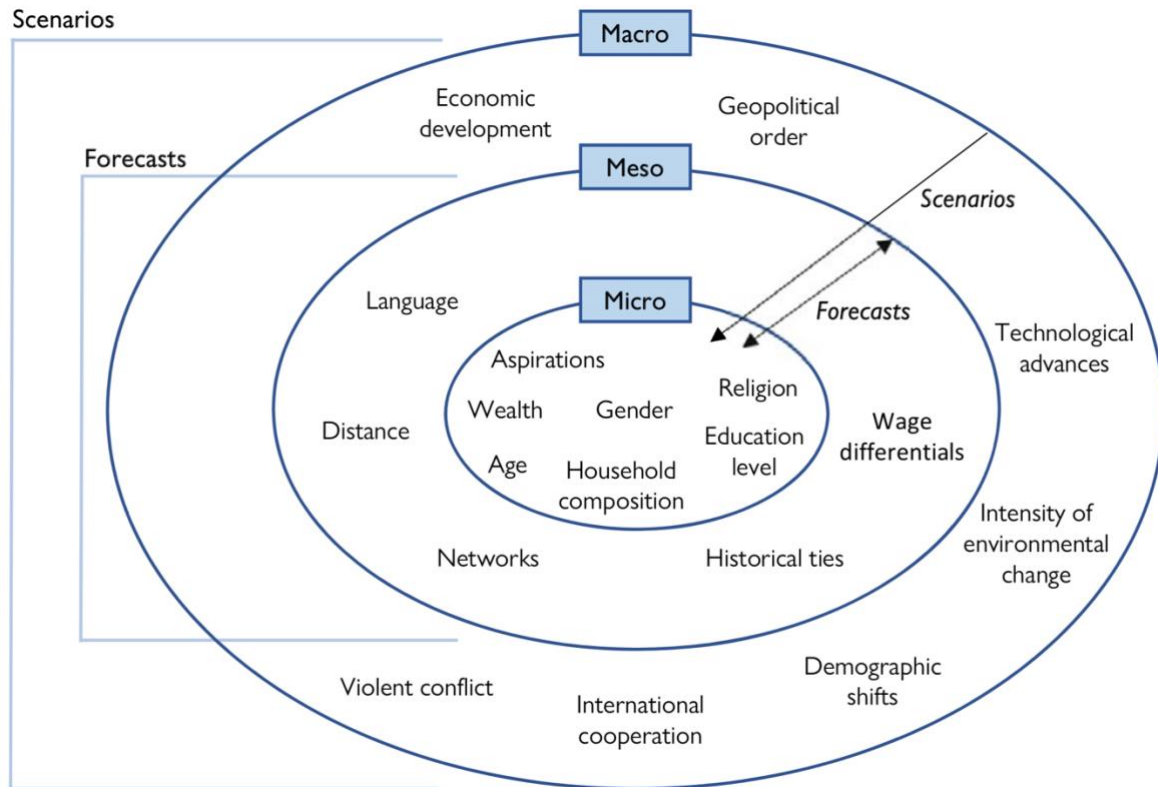 Scenarios
Macro
Economic
development
Geopolitical
order
Forecasts
Meso
Scenarios
Language
Micro
Forecasts
Technological
advances
Aspirations
Religion
Wealth
Gender
Distance
Wage
differentials
Education
level
Age
Household
composition
Networks
Historical ties
Intensity of
environmental
change
Violent conflict
International
cooperation
Demographic
shifts